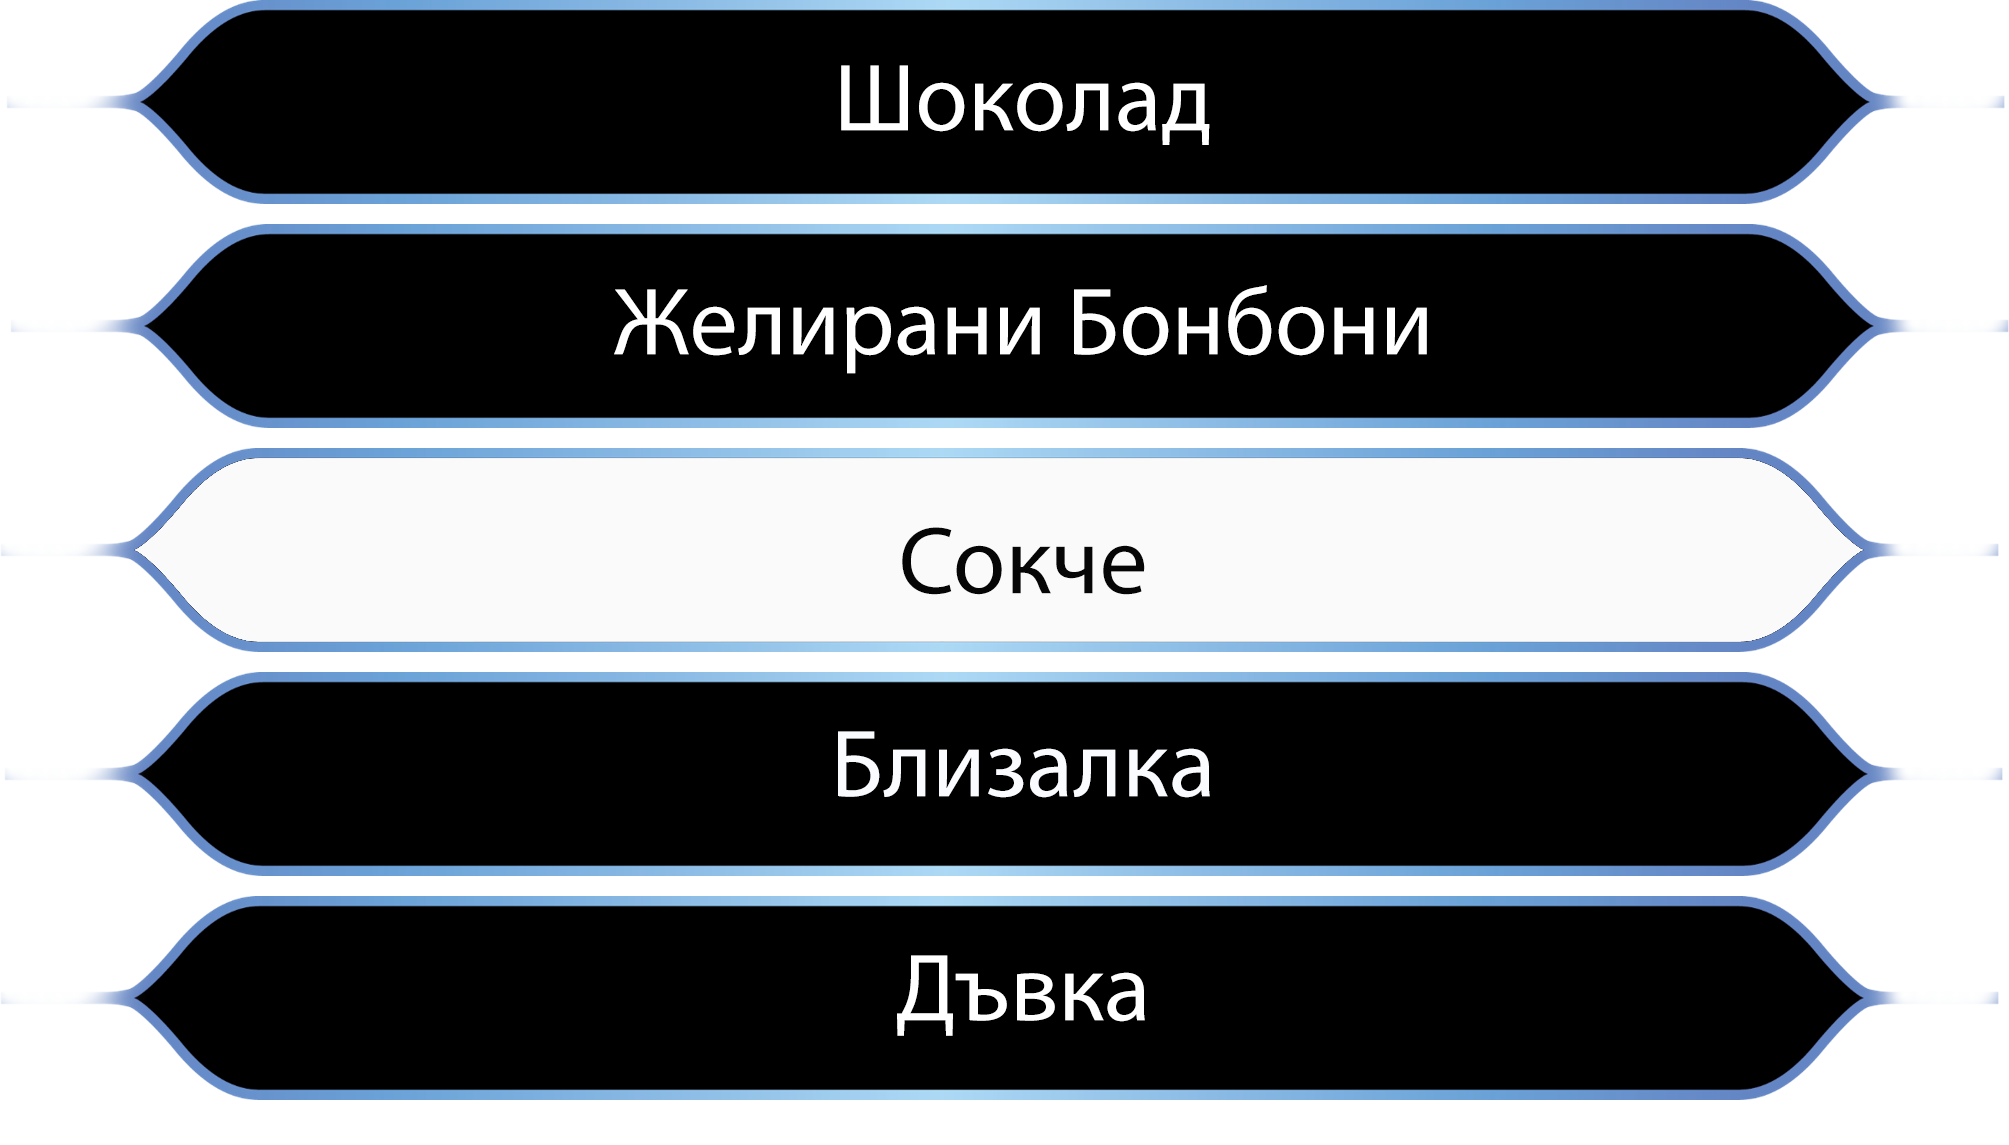 Шоколад
Желирани Бонбони
Сокче
Близалка
Дъвка